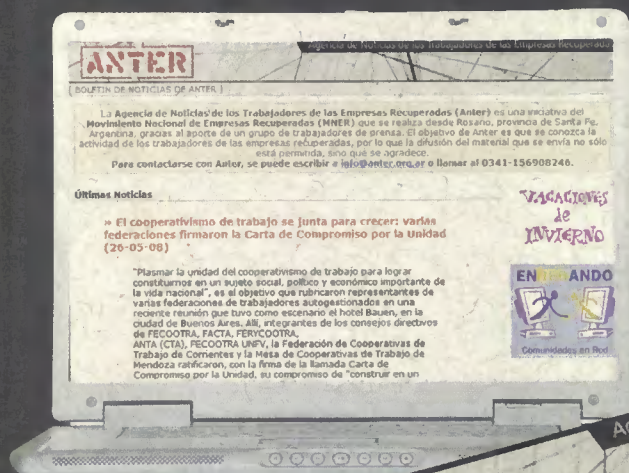 Agencia de Noticias de los Trabajadores de las Empresas Recuperadas
ANTER
[ BOLETIN DE NOTICIAS DE ANTER ]
La Agencia de Noticias de los Trabajadores de las Empresas Recuperadas (Anter) es una iniciativa del
Movimiento Nacional de Empresas Recuperadas (MNER) que se realiza desde Rosario, provincia de Santa Fe,
Argentina, gracias al aporte de un grupo de trabajadores de prensa. El objetivo de Anter es que se conozca la
actividad de los trabajadores de las empresas recuperadas, por lo que la difusión del material que se envía no sólo
está permitida, sino que se agradece.
Para contactarse con Anter, se puede escribir a info@anter.org.ar o llamar al 0341-156908246.
Últimas Noticias
» El cooperativismo de trabajo se junta para crecer: varias
federaciones firmaron la Carta de Compromiso por la Unidad
(26-05-08)
"Plasmar la unidad del cooperativismo de trabajo para lograr
constituirnos en un sujeto social, político y económico importante de
la vida nacional", es el objetivo que rubricaron representantes de
varias federaciones de trabajadores autogestionados en una
reciente reunión que tuvo como escenario el hotel Bauen, en la
ciudad de Buenos Aires. Allí, integrantes de los consejos directivos
de FECOOTRA, FACTA, FERYCOOTRA,
ANTA (CTA), FECOOTRA UNFV, la Federación de Cooperativas de
Trabajo de Corrientes y la Mesa de Cooperativas de Trabajo de
Mendoza ratificaron, con la firma de la llamada Carta de
Compromiso por la Unidad, su compromiso de "construir en un
VACACIONES
de
INVIERNO
ENREDANDO
Comunidades en Red